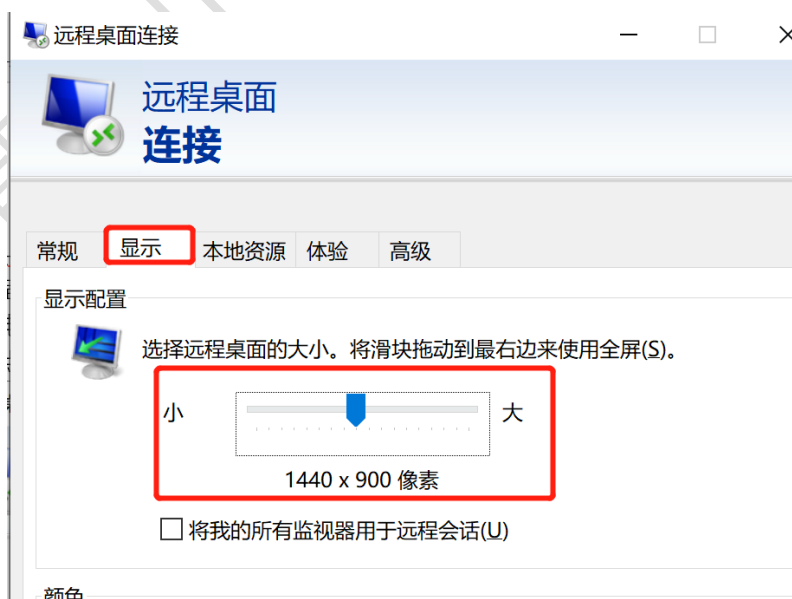 远程桌面连接
远程桌面
连接
常规 显示 本地资源 体验 高级
显示配置
选择远程桌面的大小。将滑块拖动到最右边来使用全屏(S)。
小 大
1440 x 900 像素
将我的所有监视器用于远程会话(U)
颜色